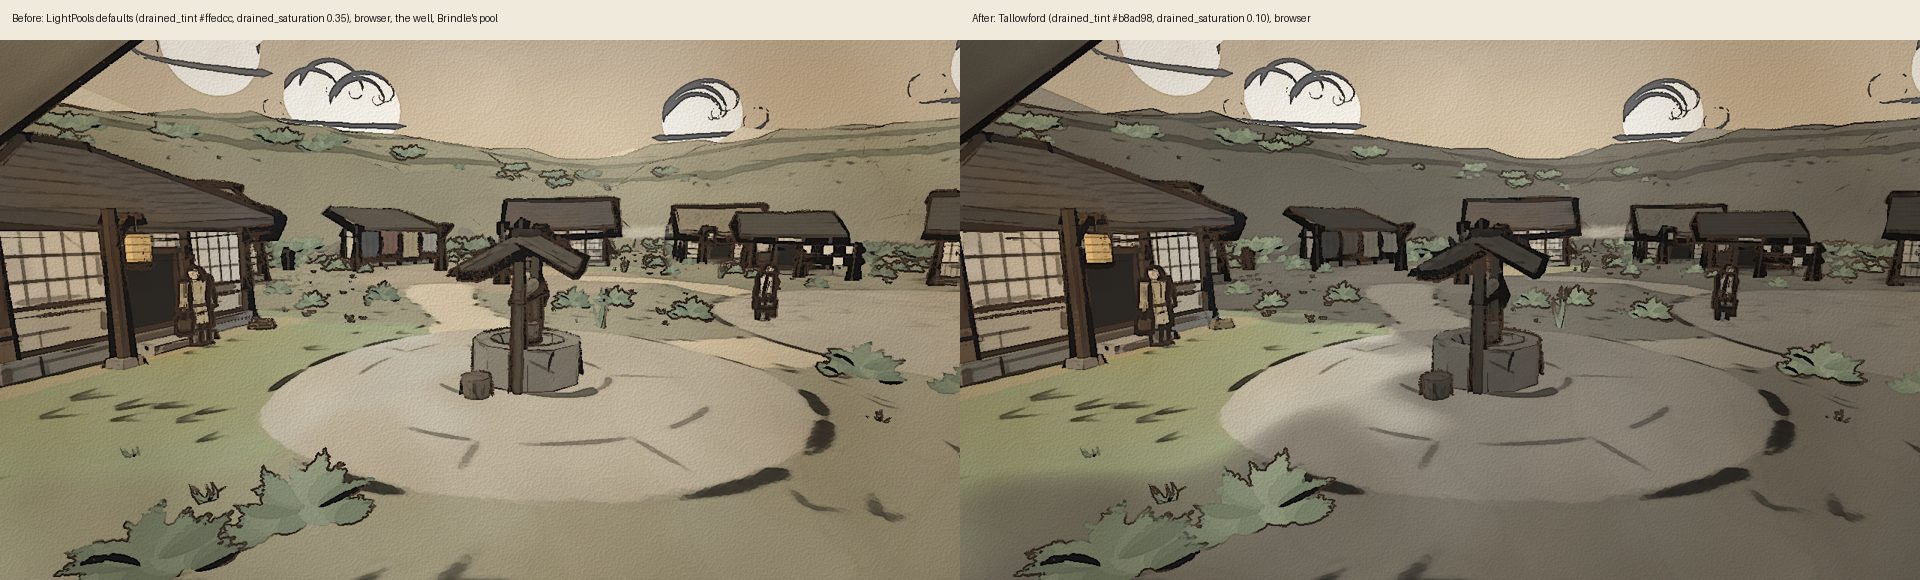 Before: LightPools defaults (drained_tint #ffedcc, drained_saturation 0.35), browser, the well, Brindle's pool
After: Tallowford (drained_tint #b8ad98, drained_saturation 0.10), browser